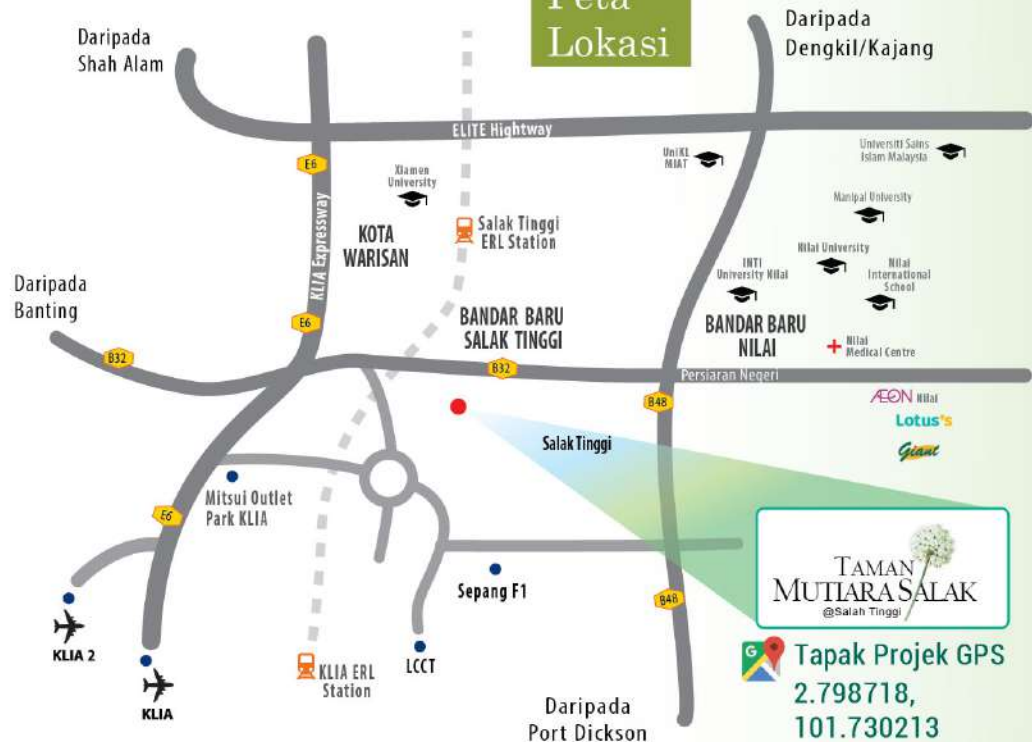 Peta
Lokasi
Daripada
Shah Alam
Daripada
Dengkil/Kajang
ELITE Hightway
E6
Xiamen
University
UniKL
MIAT
Universiti Sains
Islam Malaysia
Manipal University
KLIA Expressway
KOTA
WARISAN
Salak Tinggi
ERL Station
Nilai University
INTI
University Nilai
Nilai
International
School
Daripada
Banting
E6
BANDAR BARU
SALAK TINGGI
BANDAR BARU
NILAI
Nilai
Medical Centre
B32
B32
Persiaran Negeri
B48
ÆON Nilai
Lotus's
Giant
Salak Tinggi
Mitsui Outlet
Park KLIA
E6
Sepang F1
B48
TAMAN
MUTIARA SALAK
@Salah Tinggi
KLIA 2
KLIA
KLIA ERL
Station
LCCT
G
Tapak Projek GPS
2.798718,
101.730213
Daripada
Port Dickson